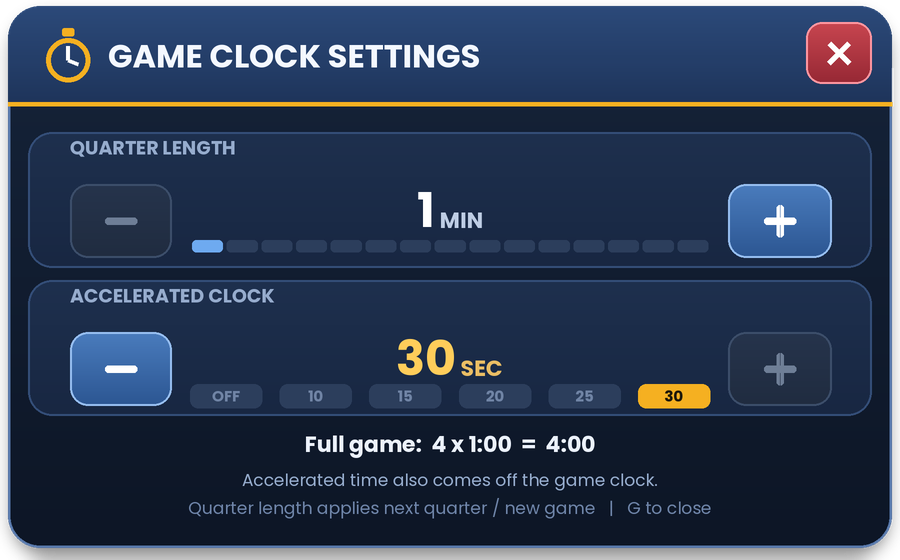 GAME CLOCK SETTINGS
QUARTER LENGTH
1 MIN
ACCELERATED CLOCK
30 SEC
OFF 10 15 20 25 30
Full game: 4 x 1:00 = 4:00
Accelerated time also comes off the game clock.
Quarter length applies next quarter / new game | G to close